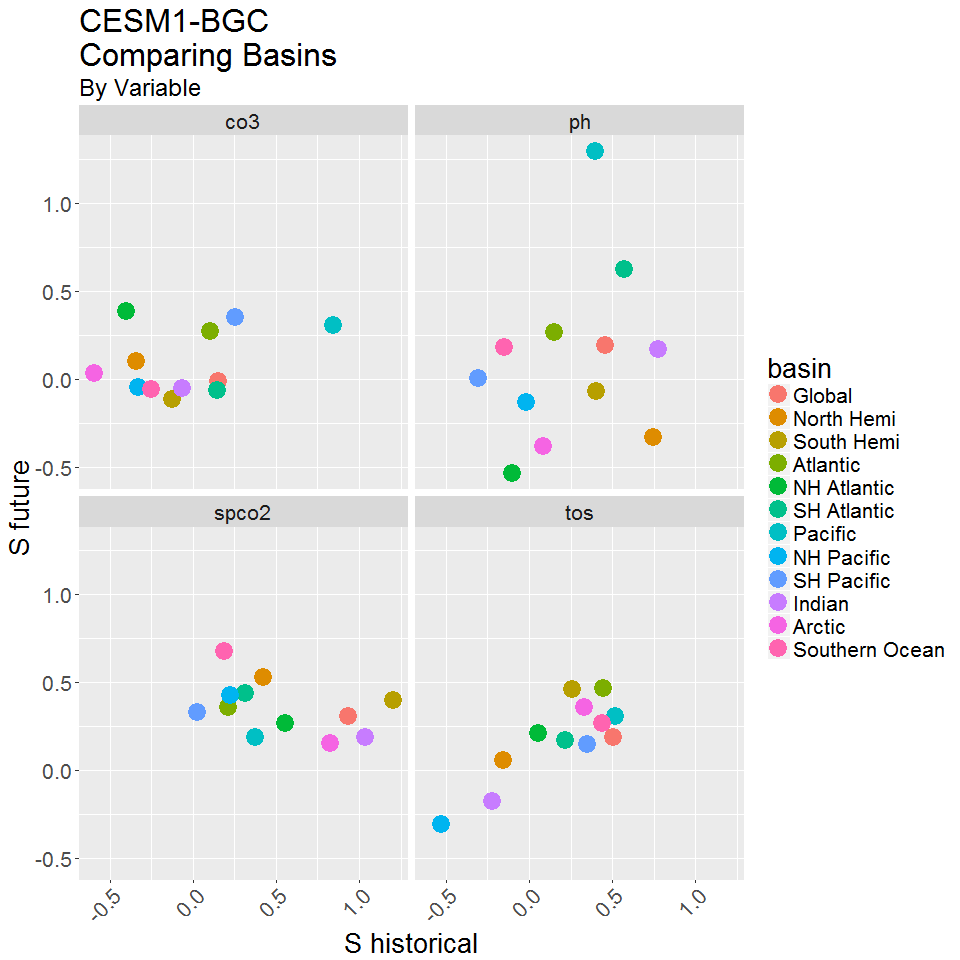 CESM1-BGC
Comparing Basins
By Variable
co3
ph
1.0
0.5
0.0
-0.5
spco2
tos
1.0
0.5
0.0
-0.5
-0.5
0.0
0.5
1.0
-0.5
0.0
0.5
1.0
S future
S historical
basin
Global
North Hemi
South Hemi
Atlantic
NH Atlantic
SH Atlantic
Pacific
NH Pacific
SH Pacific
Indian
Arctic
Southern Ocean